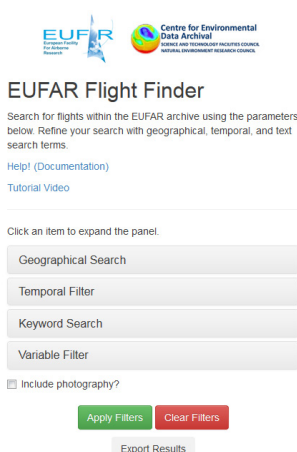 EUFAR
European Facility
For Airborne
Research
Centre for Environmental
Data Archival
SCIENCE AND TECHNOLOGY FACILITIES COUNCIL
NATURAL ENVIRONMENT RESEARCH COUNCIL
EUFAR Flight Finder
Search for flights within the EUFAR archive using the parameters
below. Refine your search with geographical, temporal, and text
search terms.
Help! (Documentation)
Tutorial Video
Click an item to expand the panel.
Geographical Search
Temporal Filter
Keyword Search
Variable Filter
Include photography?
Apply Filters
Clear Filters
Export Results